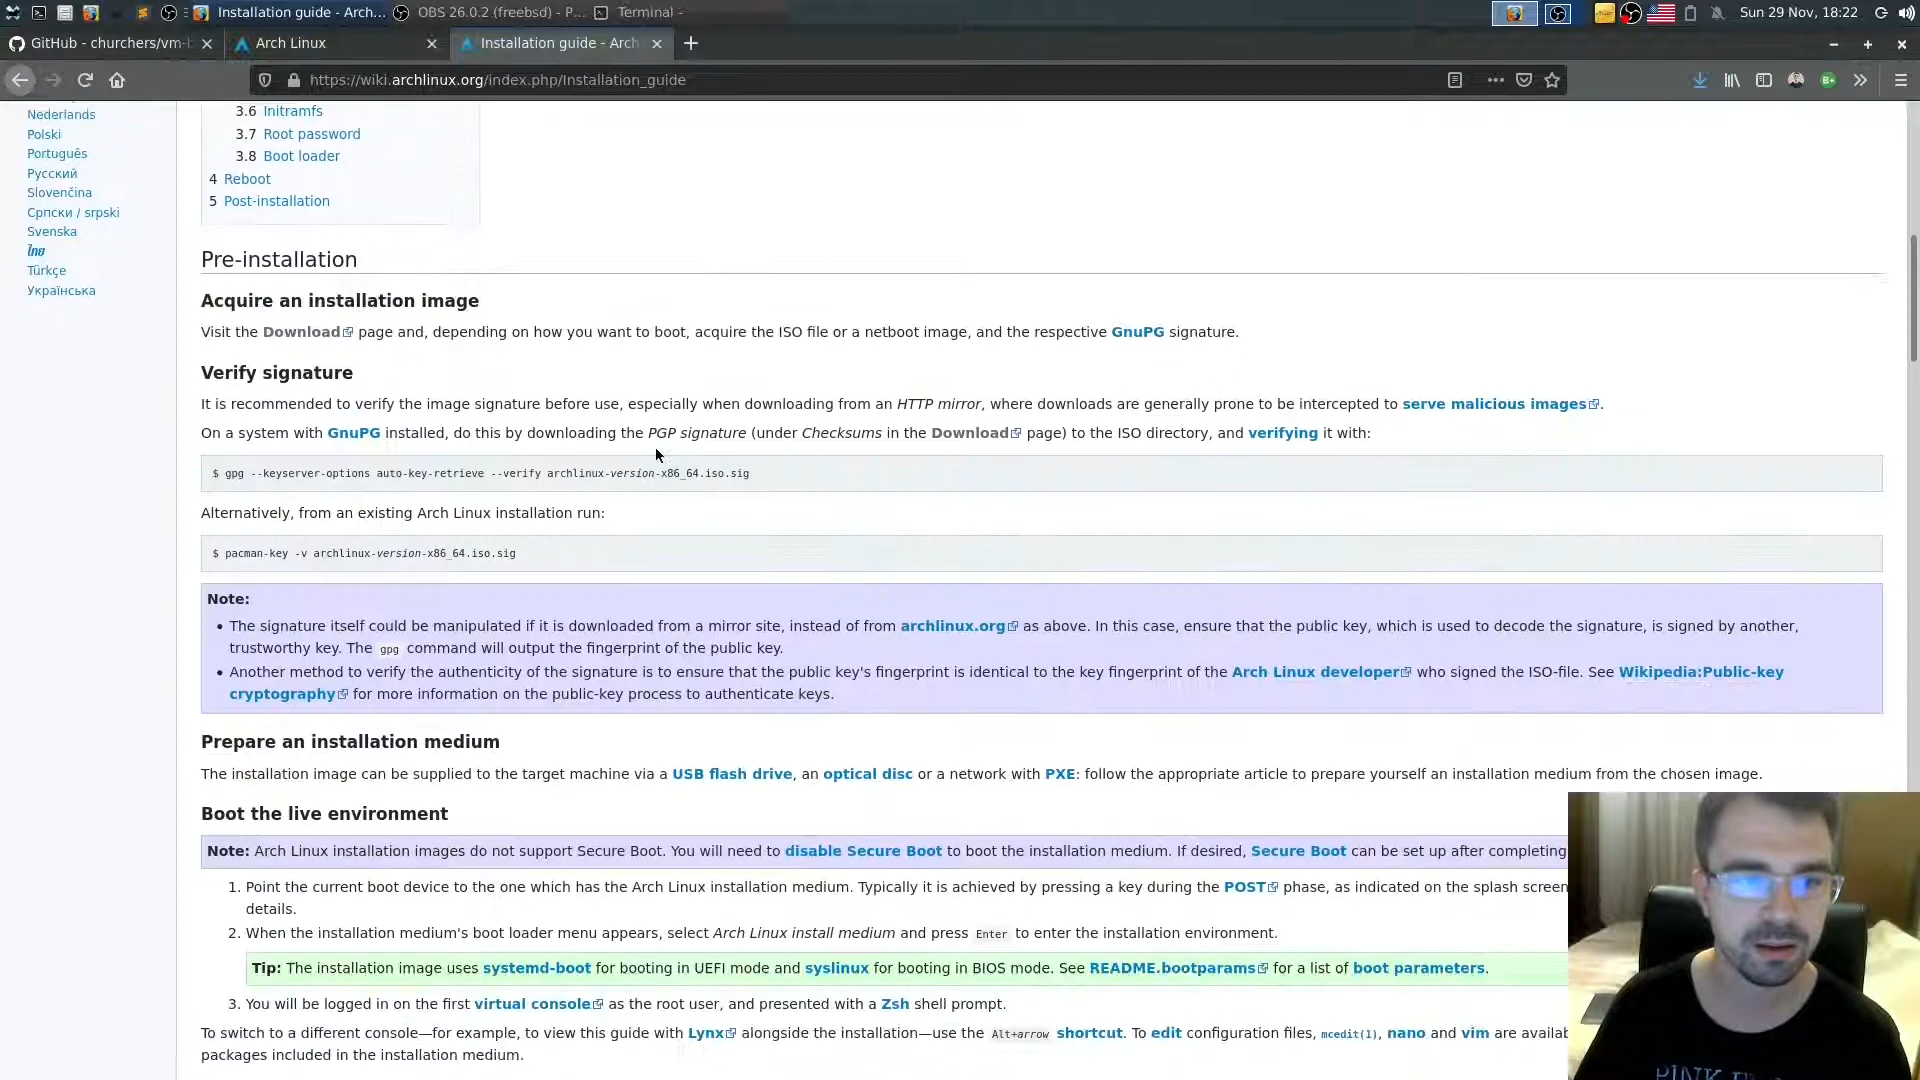 Installation guide - Arch...
OBS 26.0.2 (freebsd) - P...
Terminal -
Sun 29 Nov, 18:22
GitHub - churchers/vm-b
Arch Linux
Installation guide - Arch
https://wiki.archlinux.org/index.php/Installation_guide
Nederlands
Polski
Português
Русский
Slovenčina
Српски / srpski
Svenska
ไทย
Türkçe
Українська
3.6 Initramfs
3.7 Root password
3.8 Boot loader
4 Reboot
5 Post-installation
Pre-installation
Acquire an installation image
Visit the Download page and, depending on how you want to boot, acquire the ISO file or a netboot image, and the respective GnuPG signature.
Verify signature
It is recommended to verify the image signature before use, especially when downloading from an HTTP mirror, where downloads are generally prone to be intercepted to serve malicious images.
On a system with GnuPG installed, do this by downloading the PGP signature (under Checksums in the Download page) to the ISO directory, and verifying it with:
$ gpg --keyserver-options auto-key-retrieve --verify archlinux-version-x86_64.iso.sig
Alternatively, from an existing Arch Linux installation run:
$ pacman-key -v archlinux-version-x86_64.iso.sig
Note:
• The signature itself could be manipulated if it is downloaded from a mirror site, instead of from archlinux.org as above. In this case, ensure that the public key, which is used to decode the signature, is signed by another,
trustworthy key. The gpg command will output the fingerprint of the public key.
• Another method to verify the authenticity of the signature is to ensure that the public key's fingerprint is identical to the key fingerprint of the Arch Linux developer who signed the ISO-file. See Wikipedia:Public-key
cryptography for more information on the public-key process to authenticate keys.
Prepare an installation medium
The installation image can be supplied to the target machine via a USB flash drive, an optical disc or a network with PXE: follow the appropriate article to prepare yourself an installation medium from the chosen image.
Boot the live environment
Note: Arch Linux installation images do not support Secure Boot. You will need to disable Secure Boot to boot the installation medium. If desired, Secure Boot can be set up after completing
1. Point the current boot device to the one which has the Arch Linux installation medium. Typically it is achieved by pressing a key during the POST phase, as indicated on the splash screen
details.
2. When the installation medium's boot loader menu appears, select Arch Linux install medium and press Enter to enter the installation environment.
Tip: The installation image uses systemd-boot for booting in UEFI mode and syslinux for booting in BIOS mode. See README.bootparams for a list of boot parameters.
3. You will be logged in on the first virtual console as the root user, and presented with a Zsh shell prompt.
To switch to a different console—for example, to view this guide with Lynx alongside the installation—use the Alt+arrow shortcut. To edit configuration files, mcedit(1), nano and vim are availab
packages included in the installation medium.